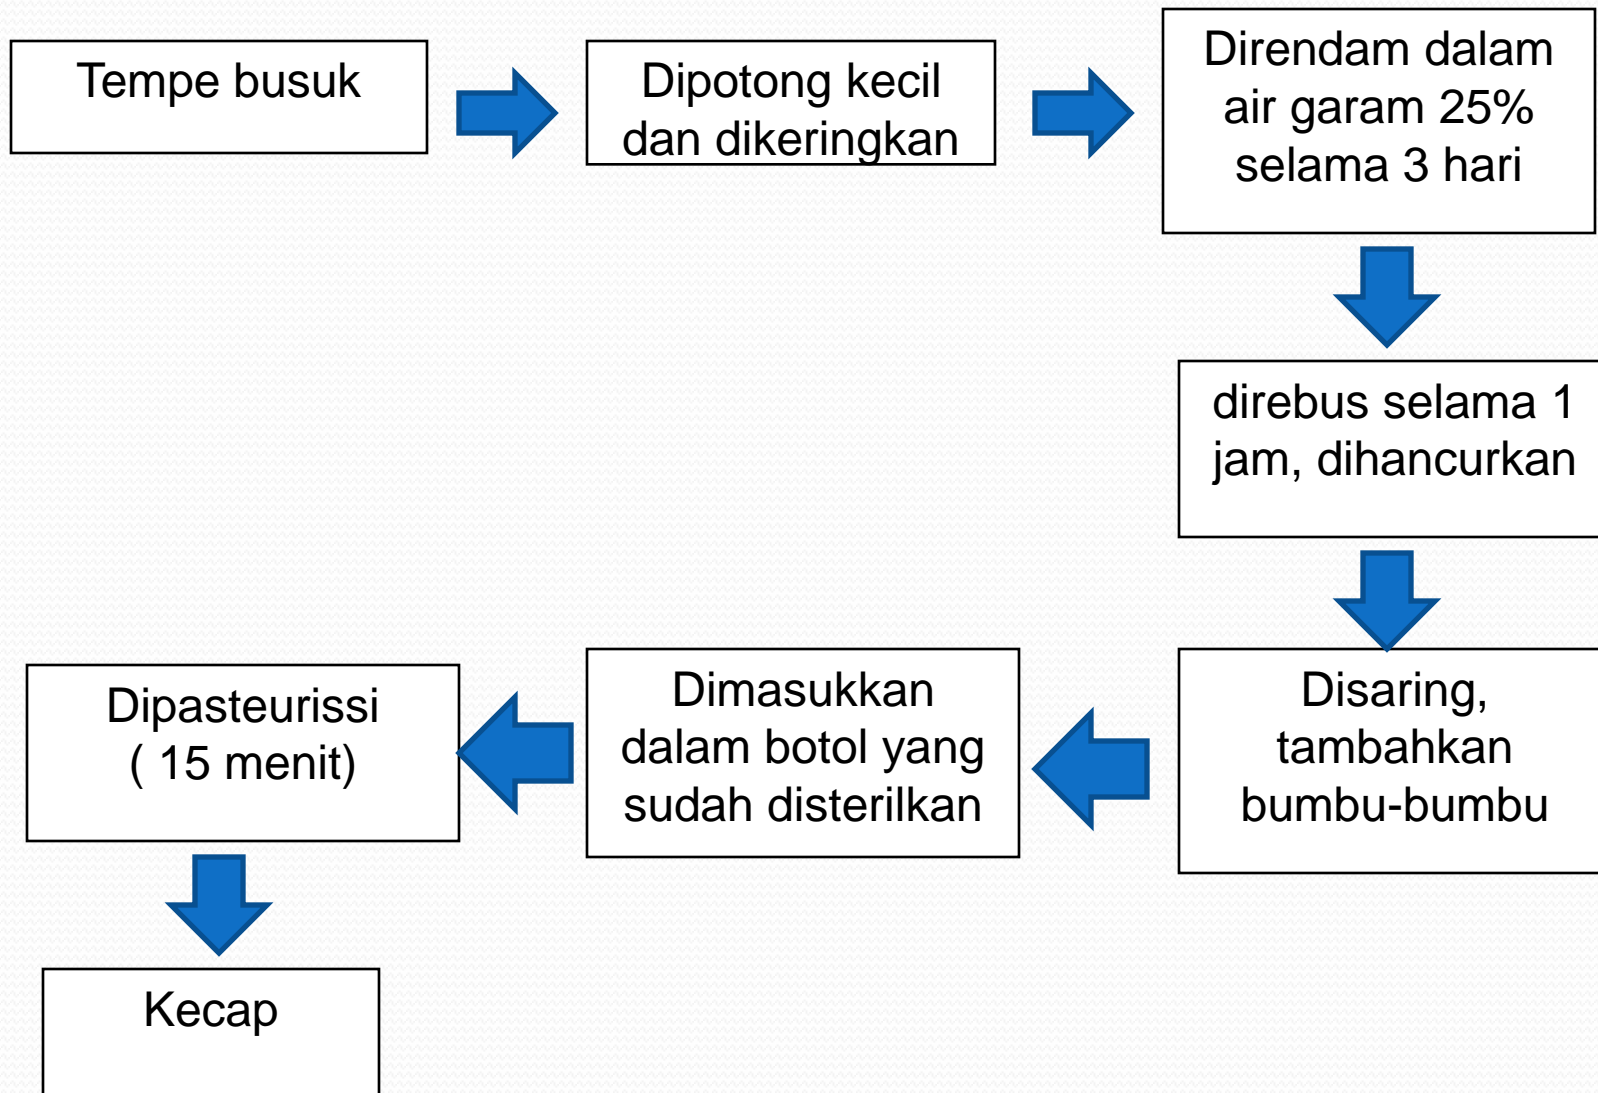 Tempe busuk
Dipotong kecil
dan dikeringkan
Direndam dalam
air garam 25%
selama 3 hari
direbus selama 1
jam, dihancurkan
Disaring,
tambahkan
bumbu-bumbu
Dimasukkan
dalam botol yang
sudah disterilkan
Dipasteurissi
( 15 menit)
Kecap